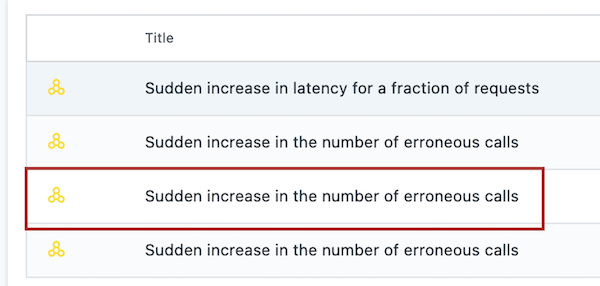 Title
Sudden increase in latency for a fraction of requests
Sudden increase in the number of erroneous calls
Sudden increase in the number of erroneous calls
Sudden increase in the number of erroneous calls